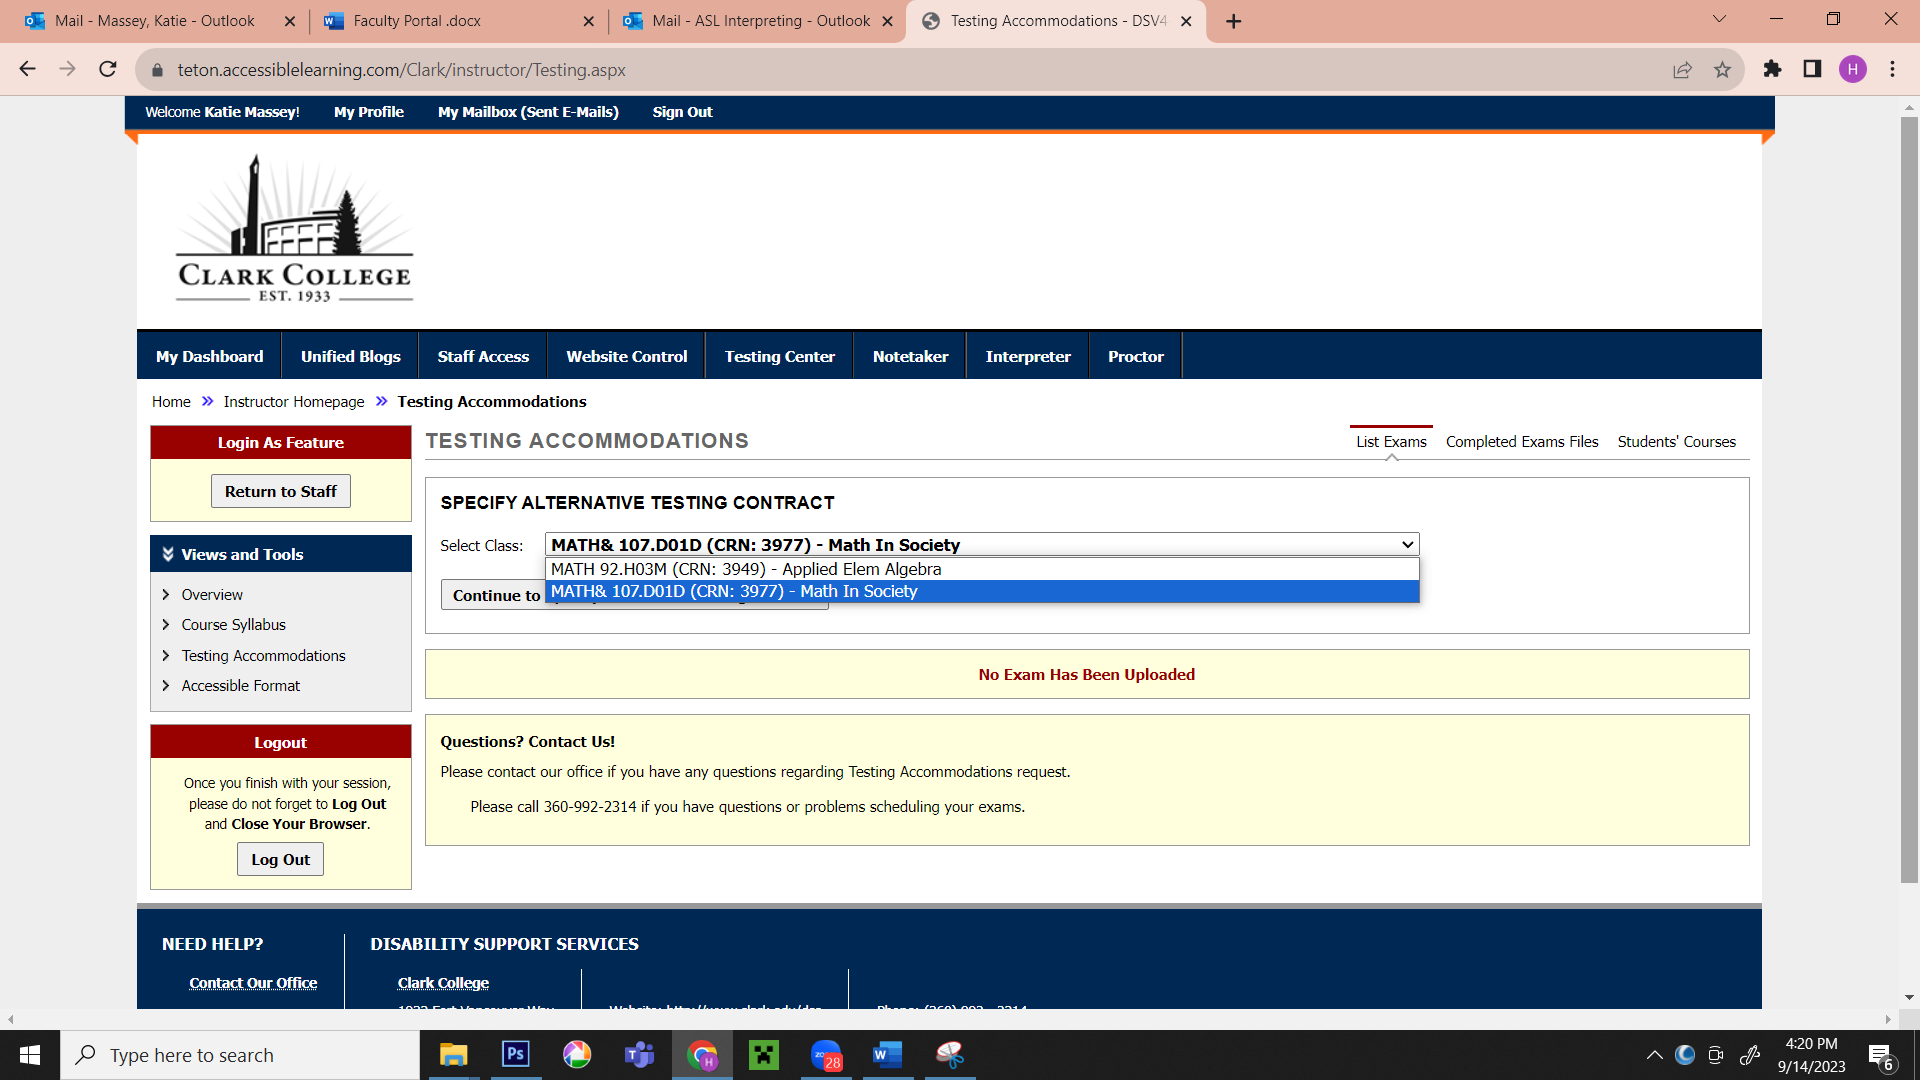 Mail - Massey, Katie - Outlook
Faculty Portal .docx
Mail - ASL Interpreting - Outlook
Testing Accommodations - DSV4
teton.accessiblelearning.com/Clark/instructor/Testing.aspx
H
Welcome Katie Massey!
My Profile
My Mailbox (Sent E-Mails)
Sign Out
CLARK COLLEGE
EST. 1933
My Dashboard
Unified Blogs
Staff Access
Website Control
Testing Center
Notetaker
Interpreter
Proctor
Home » Instructor Homepage » Testing Accommodations
Login As Feature
Return to Staff
Views and Tools
Overview
Course Syllabus
Testing Accommodations
Accessible Format
Logout
Once you finish with your session,
please do not forget to Log Out
and Close Your Browser.
Log Out
TESTING ACCOMMODATIONS
List Exams
Completed Exams Files
Students' Courses
SPECIFY ALTERNATIVE TESTING CONTRACT
Select Class:
MATH& 107.D01D (CRN: 3977) - Math In Society
MATH 92.H03M (CRN: 3949) - Applied Elem Algebra
MATH& 107.D01D (CRN: 3977) - Math In Society
Continue to
No Exam Has Been Uploaded
Questions? Contact Us!
Please contact our office if you have any questions regarding Testing Accommodations request.
Please call 360-992-2314 if you have questions or problems scheduling your exams.
NEED HELP?
Contact Our Office
DISABILITY SUPPORT SERVICES
Clark College
Type here to search
Ps
H
28
4:20 PM
9/14/2023
6